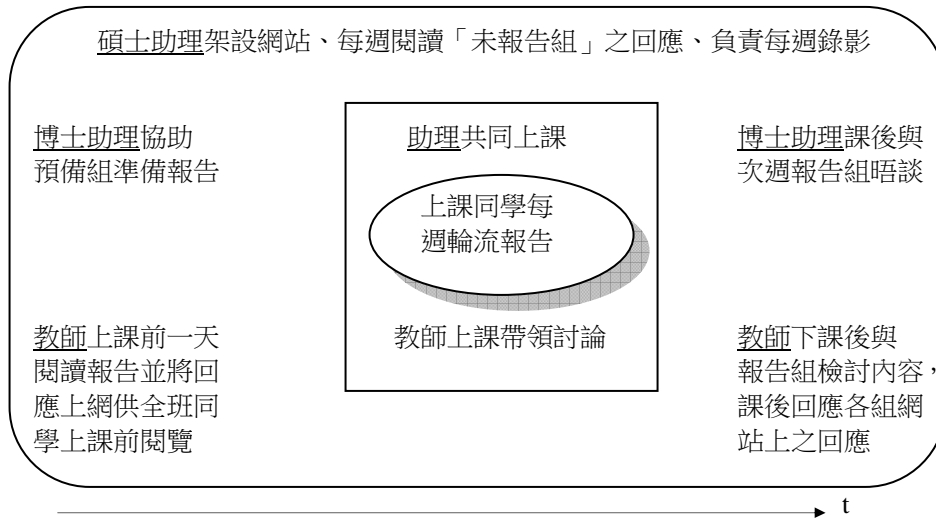 碩士助理架設網站、每週閱讀「未報告組」之回應、負責每週錄影
博士助理協助
預備組準備報告
助理共同上課
上課同學每
週輪流報告
博士助理課後與
次週報告組晤談
教師上課前一天
閱讀報告並將回
應上網供全班同
學上課前閱覽
教師上課帶領討論
教師下課後與
報告組檢討內容，
課後回應各組網
站上之回應
t